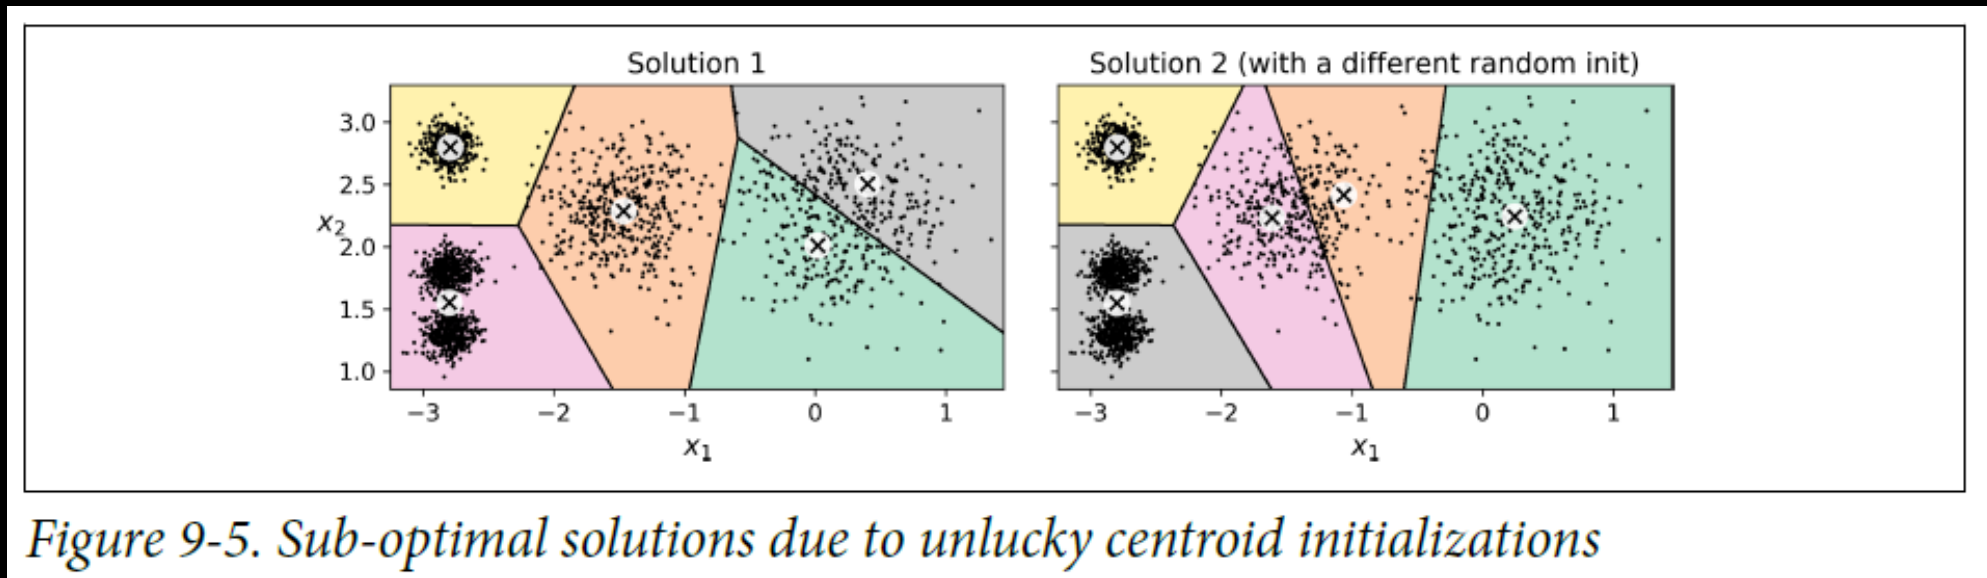 Solution 1
Solution 2 (with a different random init)
3.0
2.5
x2
2.0
1.5
1.0
−3 −2 −1 0 1
−3 −2 −1 0 1
x1
x1
Figure 9-5. Sub-optimal solutions due to unlucky centroid initializations